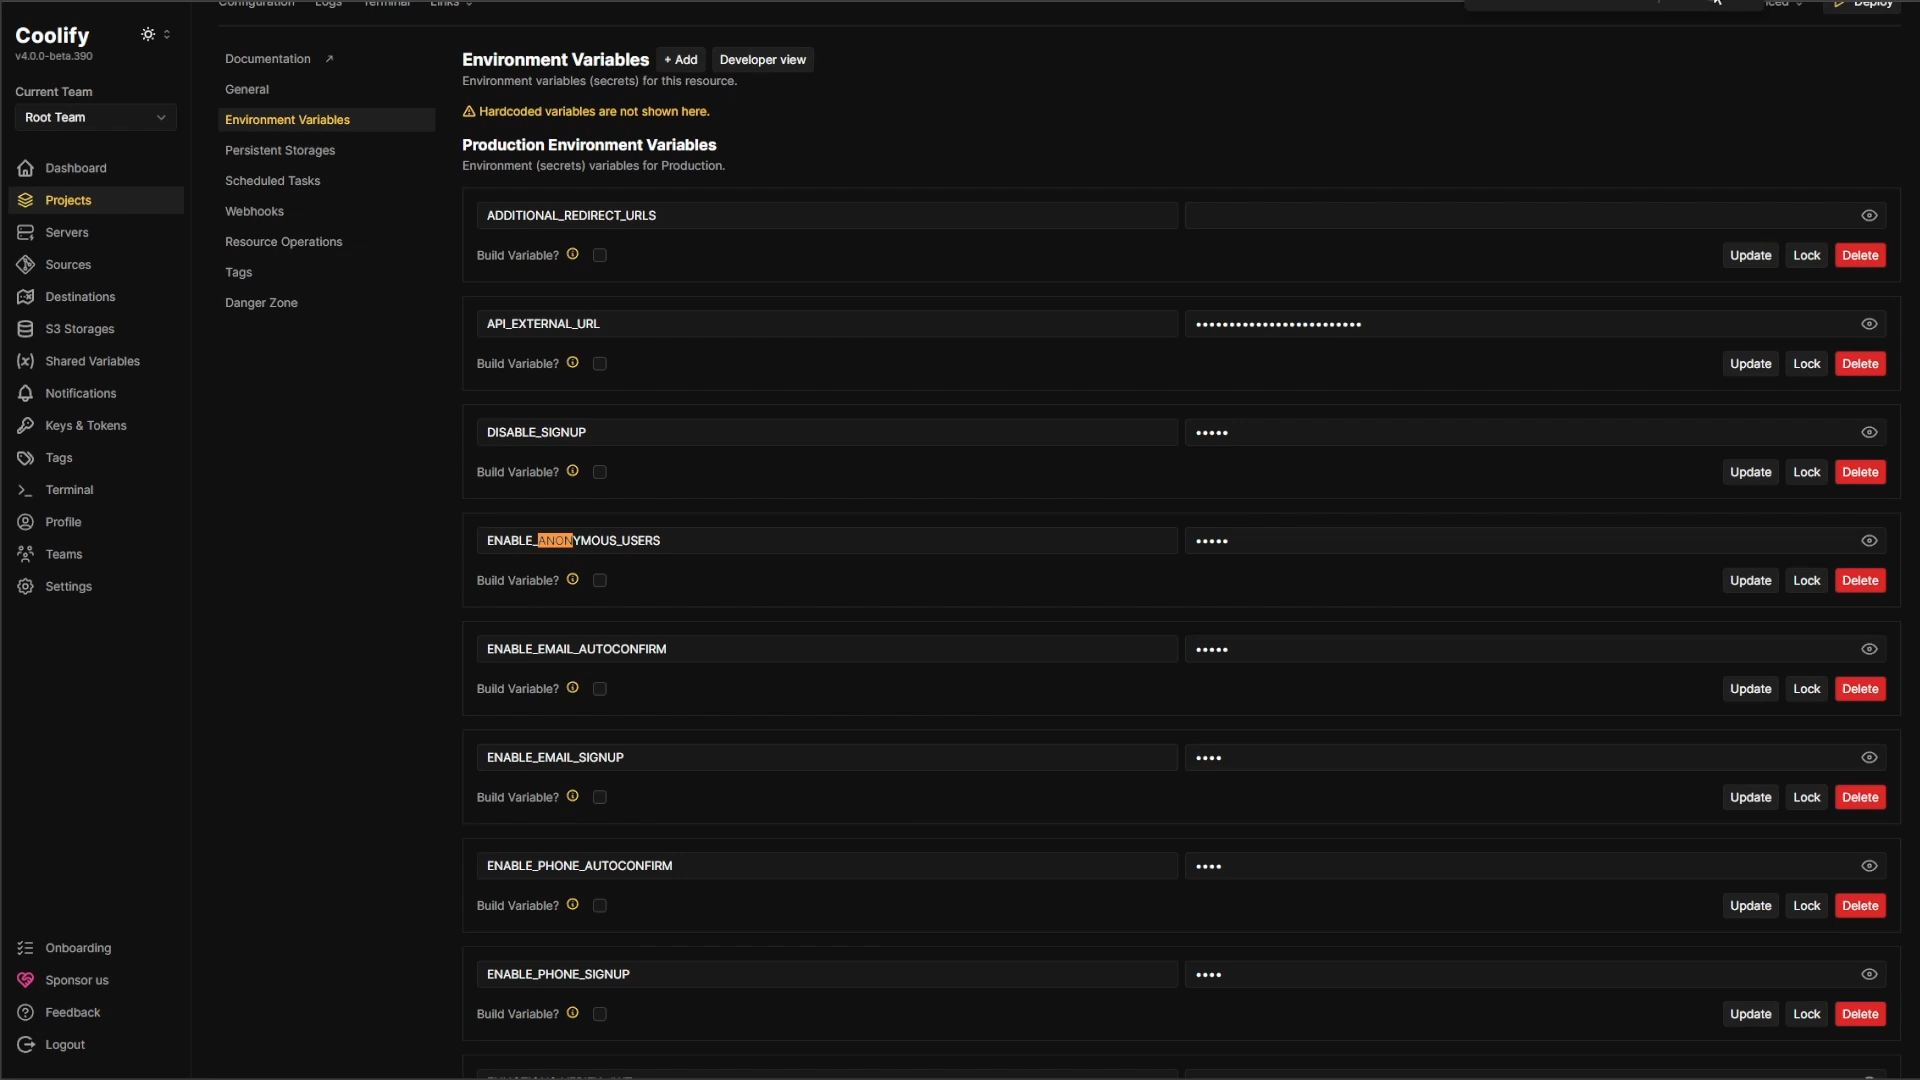 Configuration Logs Terminal Links
Deploy
Coolify
v4.0.0-beta.390
Current Team
Root Team
Dashboard
Projects
Servers
Sources
Destinations
S3 Storages
Shared Variables
Notifications
Keys & Tokens
Tags
Terminal
Profile
Teams
Settings
Onboarding
Sponsor us
Feedback
Logout
Documentation
General
Environment Variables
Persistent Storages
Scheduled Tasks
Webhooks
Resource Operations
Tags
Danger Zone
Environment Variables + Add Developer view
Environment variables (secrets) for this resource.
Hardcoded variables are not shown here.
Production Environment Variables
Environment (secrets) variables for Production.
ADDITIONAL_REDIRECT_URLS
Build Variable? Update Lock Delete
API_EXTERNAL_URL •••••••••••••••••••••••••
Build Variable? Update Lock Delete
DISABLE_SIGNUP •••••
Build Variable? Update Lock Delete
ENABLE_ANONYMOUS_USERS •••••
Build Variable? Update Lock Delete
ENABLE_EMAIL_AUTOCONFIRM •••••
Build Variable? Update Lock Delete
ENABLE_EMAIL_SIGNUP ••••
Build Variable? Update Lock Delete
ENABLE_PHONE_AUTOCONFIRM ••••
Build Variable? Update Lock Delete
ENABLE_PHONE_SIGNUP ••••
Build Variable? Update Lock Delete